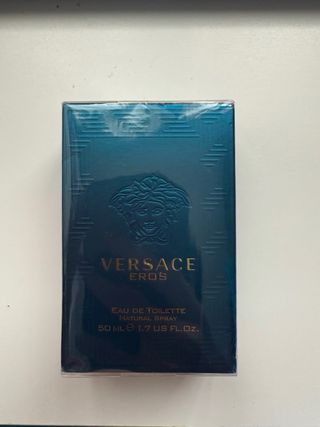 VERSACE
EROS
EAU DE TOILETTE
NATURAL SPRAY
50 ML ℮ 1.7 US FL.OZ.